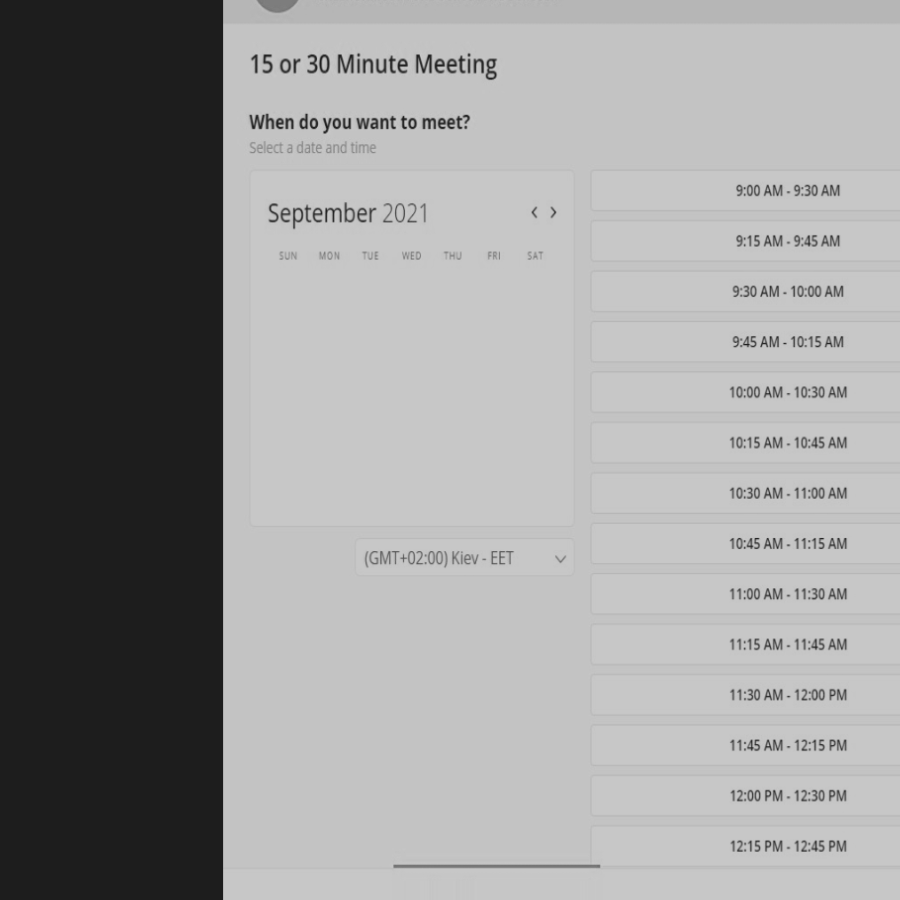 15 or 30 Minute Meeting
When do you want to meet?
Select a date and time
September 2021
SUN MON TUE WED THU FRI SAT
(GMT+02:00) Kiev - EET
9:00 AM - 9:30 AM
9:15 AM - 9:45 AM
9:30 AM - 10:00 AM
9:45 AM - 10:15 AM
10:00 AM - 10:30 AM
10:15 AM - 10:45 AM
10:30 AM - 11:00 AM
10:45 AM - 11:15 AM
11:00 AM - 11:30 AM
11:15 AM - 11:45 AM
11:30 AM - 12:00 PM
11:45 AM - 12:15 PM
12:00 PM - 12:30 PM
12:15 PM - 12:45 PM